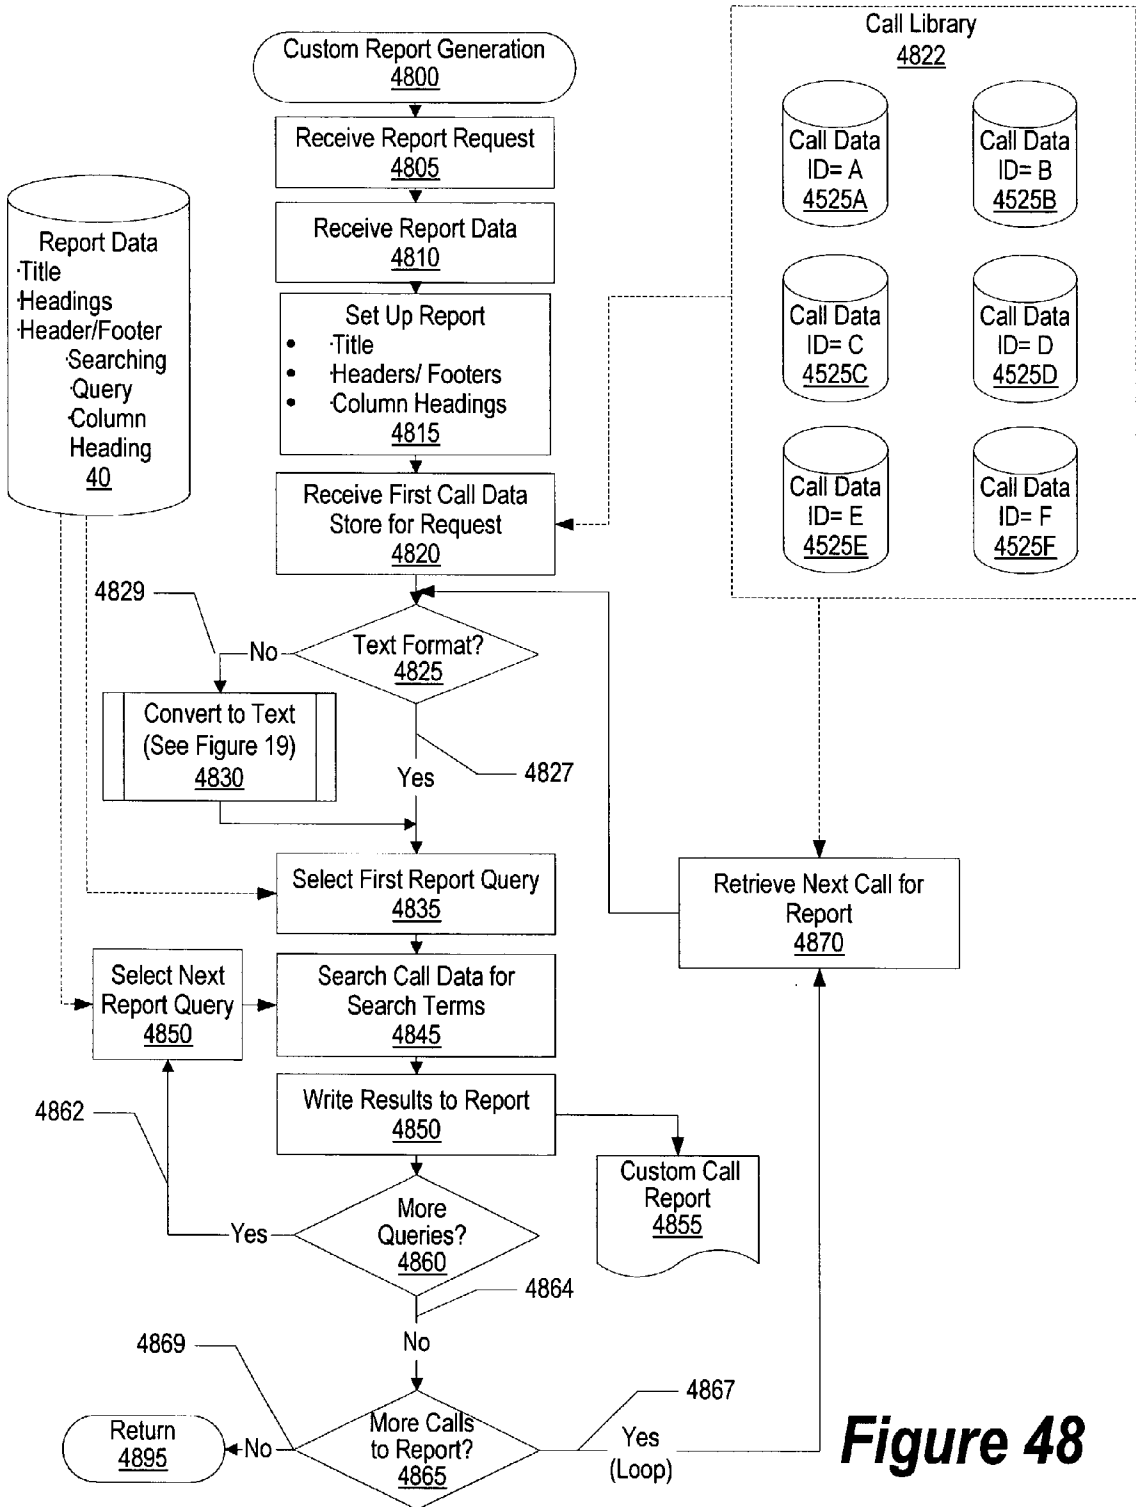 Custom Report Generation
4800
Receive Report Request
4805
Receive Report Data
4810
Set Up Report
• ·Title
• ·Headers/ Footers
• ·Column Headings
4815
Receive First Call Data
Store for Request
4820
Report Data
·Title
·Headings
·Header/Footer
·Searching
·Query
·Column
Heading
40
Call Library
4822
Call Data
ID= A
4525A
Call Data
ID= B
4525B
Call Data
ID= C
4525C
Call Data
ID= D
4525D
Call Data
ID= E
4525E
Call Data
ID= F
4525F
4829
No
Text Format?
4825
Convert to Text
(See Figure 19)
4830
Yes
4827
Select First Report Query
4835
Retrieve Next Call for
Report
4870
Select Next
Report Query
4850
Search Call Data for
Search Terms
4845
Write Results to Report
4850
4862
Custom Call
Report
4855
Yes
More
Queries?
4860
4864
No
4869
4867
Return
4895
No
More Calls
to Report?
4865
Yes
(Loop)
Figure 48